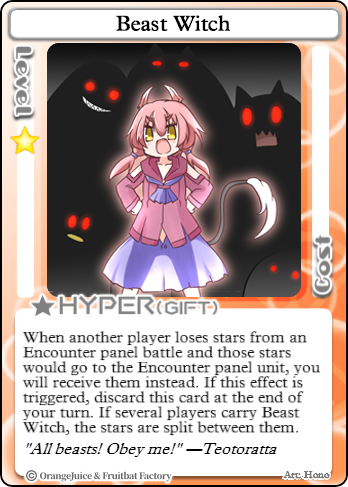 Beast Witch
Level
Cost
HYPER(GIFT)
When another player loses stars from an
Encounter panel battle and those stars
would go to the Encounter panel unit, you
will receive them instead. If this effect is
triggered, discard this card at the end of
your turn. If several players carry Beast
Witch, the stars are split between them.
"All beasts! Obey me!" —Teotoratta
© OrangeJuice & Fruitbat Factory
Art: Hono